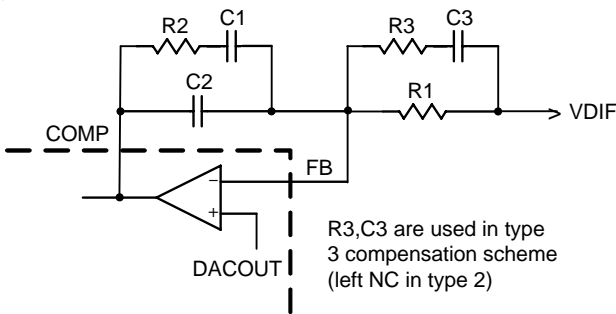 R2 C1 R3 C3
C2 R1
VDIF
COMP
FB
−
+
DACOUT
R3,C3 are used in type
3 compensation scheme
(left NC in type 2)